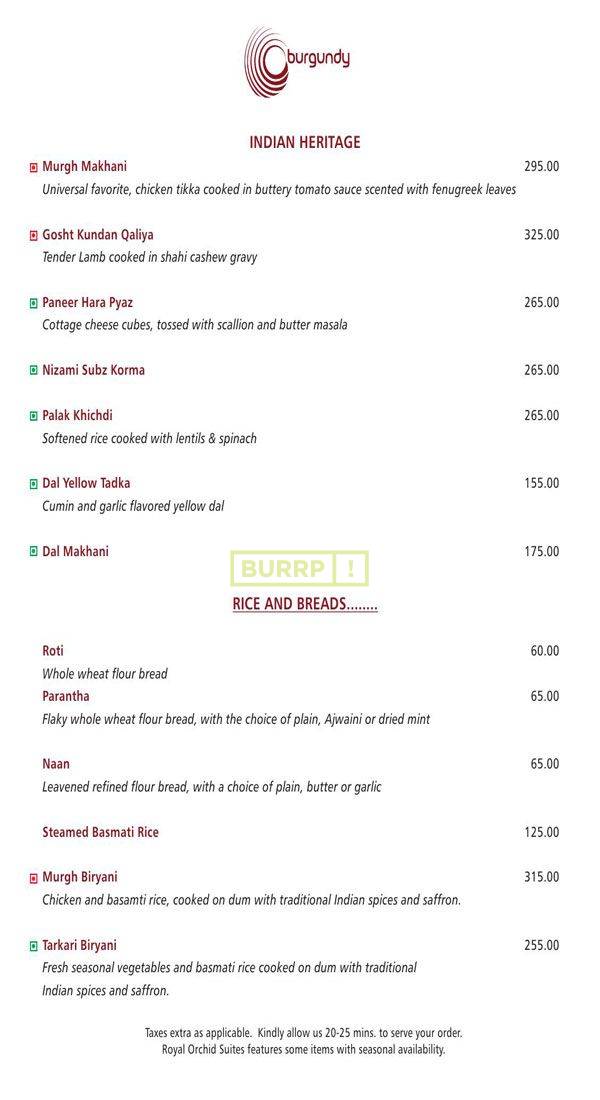 burgundy
INDIAN HERITAGE
Murgh Makhani 295.00
Universal favorite, chicken tikka cooked in buttery tomato sauce scented with fenugreek leaves
Gosht Kundan Qaliya 325.00
Tender Lamb cooked in shahi cashew gravy
Paneer Hara Pyaz 265.00
Cottage cheese cubes, tossed with scallion and butter masala
Nizami Subz Korma 265.00
Palak Khichdi 265.00
Softened rice cooked with lentils & spinach
Dal Yellow Tadka 155.00
Cumin and garlic flavored yellow dal
Dal Makhani 175.00
BURRP !
RICE AND BREADS........
Roti 60.00
Whole wheat flour bread
Parantha 65.00
Flaky whole wheat flour bread, with the choice of plain, Ajwaini or dried mint
Naan 65.00
Leavened refined flour bread, with a choice of plain, butter or garlic
Steamed Basmati Rice 125.00
Murgh Biryani 315.00
Chicken and basamti rice, cooked on dum with traditional Indian spices and saffron.
Tarkari Biryani 255.00
Fresh seasonal vegetables and basmati rice cooked on dum with traditional
Indian spices and saffron.
Taxes extra as applicable. Kindly allow us 20-25 mins. to serve your order.
Royal Orchid Suites features some items with seasonal availability.